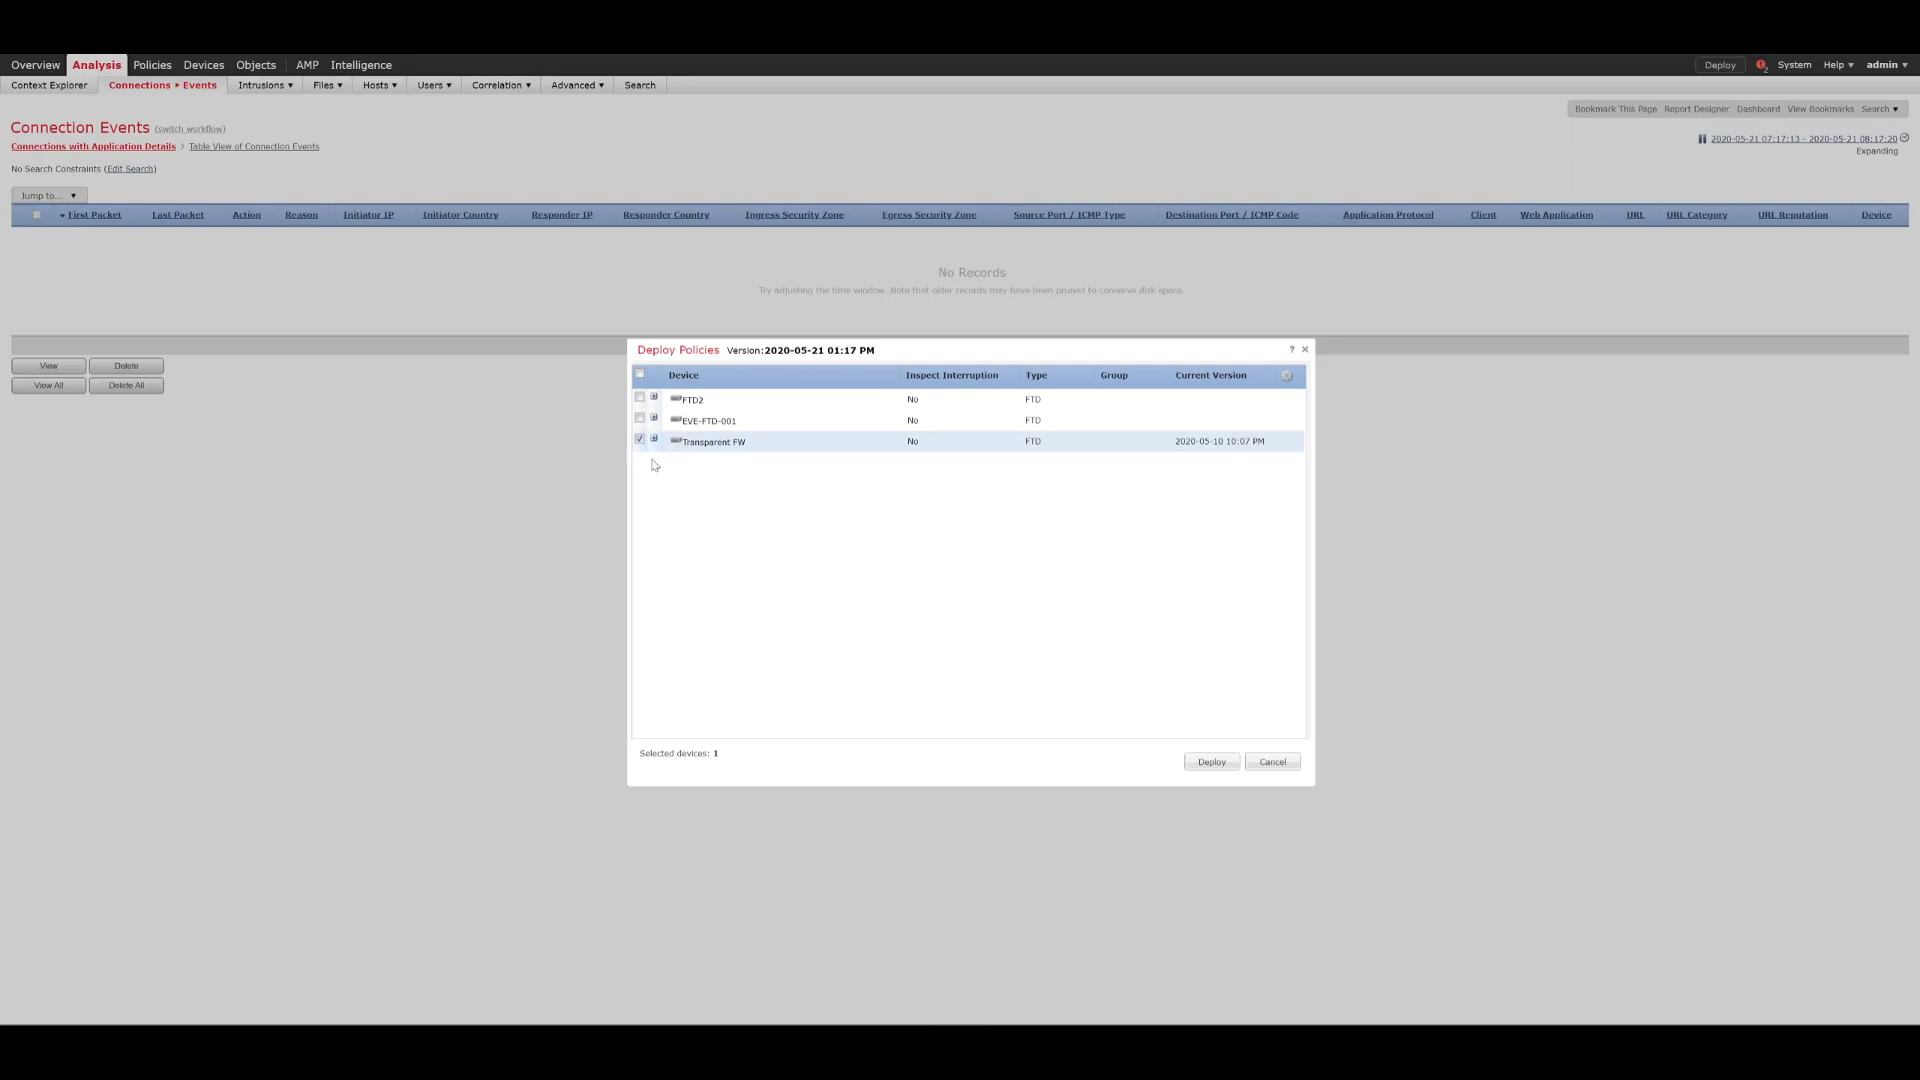 Overview Analysis Policies Devices Objects AMP Intelligence Deploy 2 System Help ▾ admin ▾
Context Explorer Connections ▸ Events Intrusions ▾ Files ▾ Hosts ▾ Users ▾ Correlation ▾ Advanced ▾ Search
Bookmark This Page Report Designer Dashboard View Bookmarks Search ▾
Connection Events (switch workflow)
2020-05-21 07:17:13 - 2020-05-21 08:17:20
Connections with Application Details > Table View of Connection Events
Expanding
No Search Constraints (Edit Search)
Jump to... ▾
First Packet Last Packet Action Reason Initiator IP Initiator Country Responder IP Responder Country Ingress Security Zone Egress Security Zone Source Port / ICMP Type Destination Port / ICMP Code Application Protocol Client Web Application URL URL Category URL Reputation Device
No Records
Try adjusting the time window. Note that older records may have been pruned to conserve disk space.
View Delete
View All Delete All
Deploy Policies Version:2020-05-21 01:17 PM ?
Device Inspect Interruption Type Group Current Version
FTD2 No FTD
EVE-FTD-001 No FTD
Transparent FW No FTD 2020-05-10 10:07 PM
Selected devices: 1
Deploy Cancel